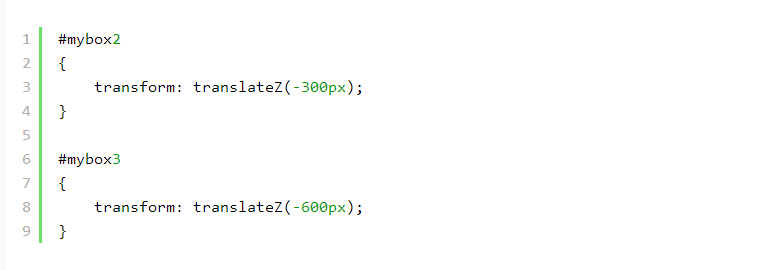 1 #mybox2
2 {
3     transform: translateZ(-300px);
4 }
5
6 #mybox3
7 {
8     transform: translateZ(-600px);
9 }